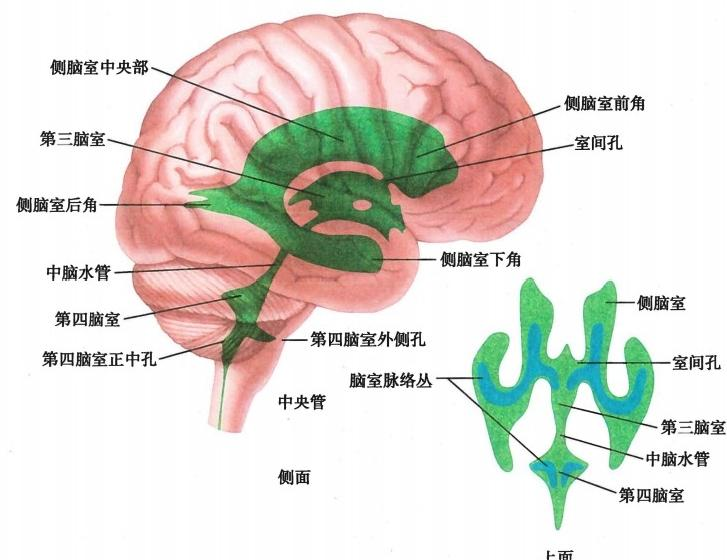 侧脑室中央部
侧脑室前角
第三脑室
室间孔
侧脑室后角
侧脑室下角
中脑水管
第四脑室
第四脑室外侧孔
第四脑室正中孔
中央管
侧面
侧脑室
室间孔
脑室脉络丛
第三脑室
中脑水管
第四脑室
上面